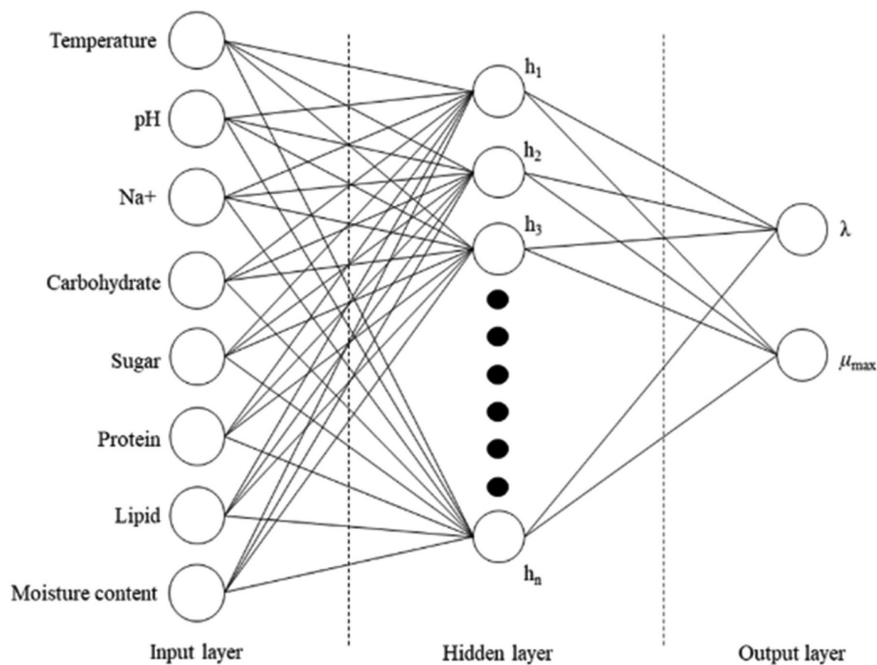 Temperature
pH
Na+
Carbohydrate
Sugar
Protein
Lipid
Moisture content
Input layer
h₁
h₂
h₃
hₙ
Hidden layer
λ
μₘₐₓ
Output layer